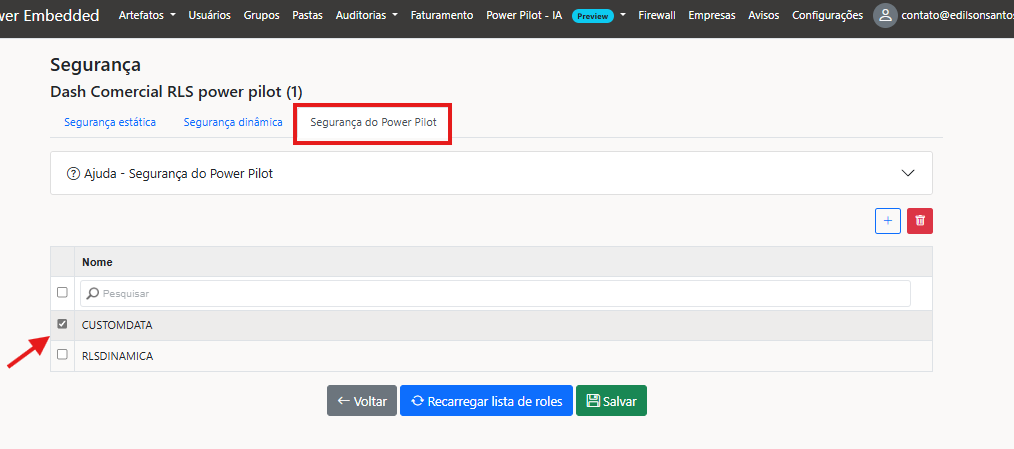 wer Embedded Artefatos Usuários Grupos Pastas Auditorias Faturamento Power Pilot - IA Preview Firewall Empresas Avisos Configurações contato@edilsonsantos
Segurança
Dash Comercial RLS power pilot (1)
Segurança estática Segurança dinâmica Segurança do Power Pilot
Ajuda - Segurança do Power Pilot
Nome
Pesquisar
CUSTOMDATA
RLSDINAMICA
Voltar Recarregar lista de roles Salvar